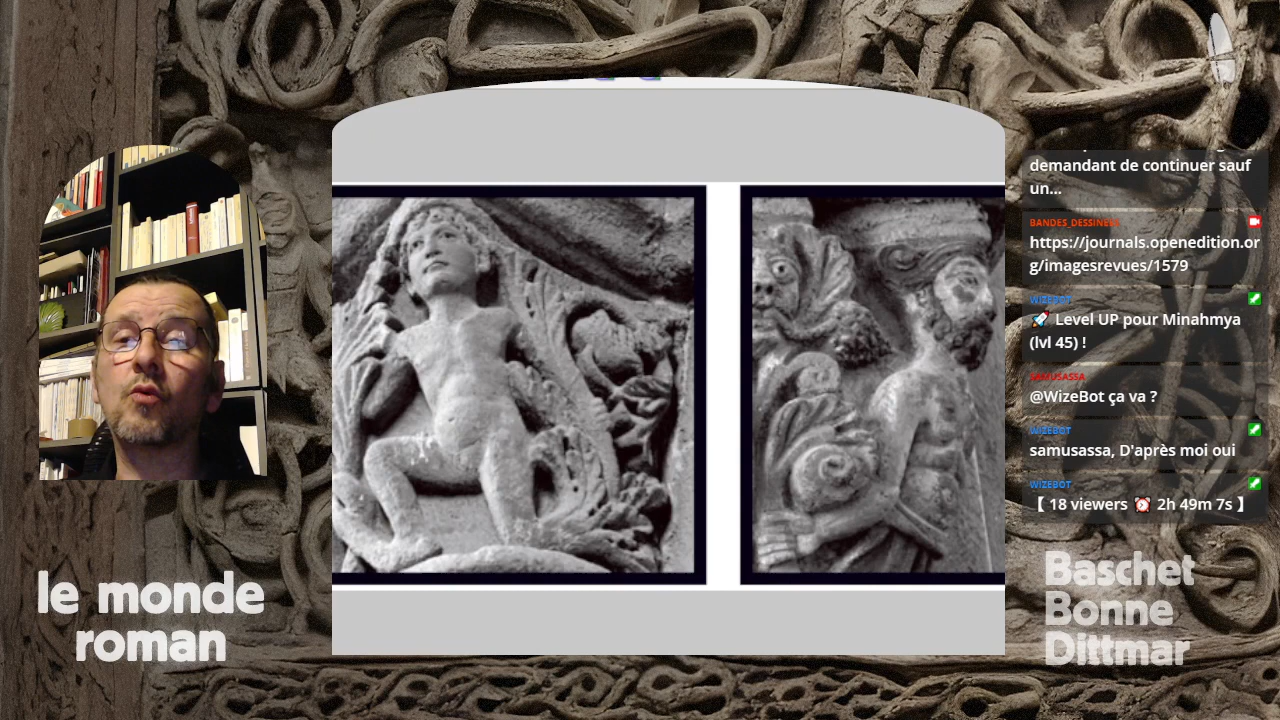 demandant de continuer sauf
un...
BANDES_DESSINEES
https://journals.openedition.or
g/imagesrevues/1579
WIZEBOT
🚀 Level UP pour Minahmya
(lvl 45) !
SAMUSASSA
@WizeBot ça va ?
WIZEBOT
samusassa, D'après moi oui
WIZEBOT
【 18 viewers ⏰ 2h 49m 7s 】
le monde
roman
Baschet
Bonne
Dittmar